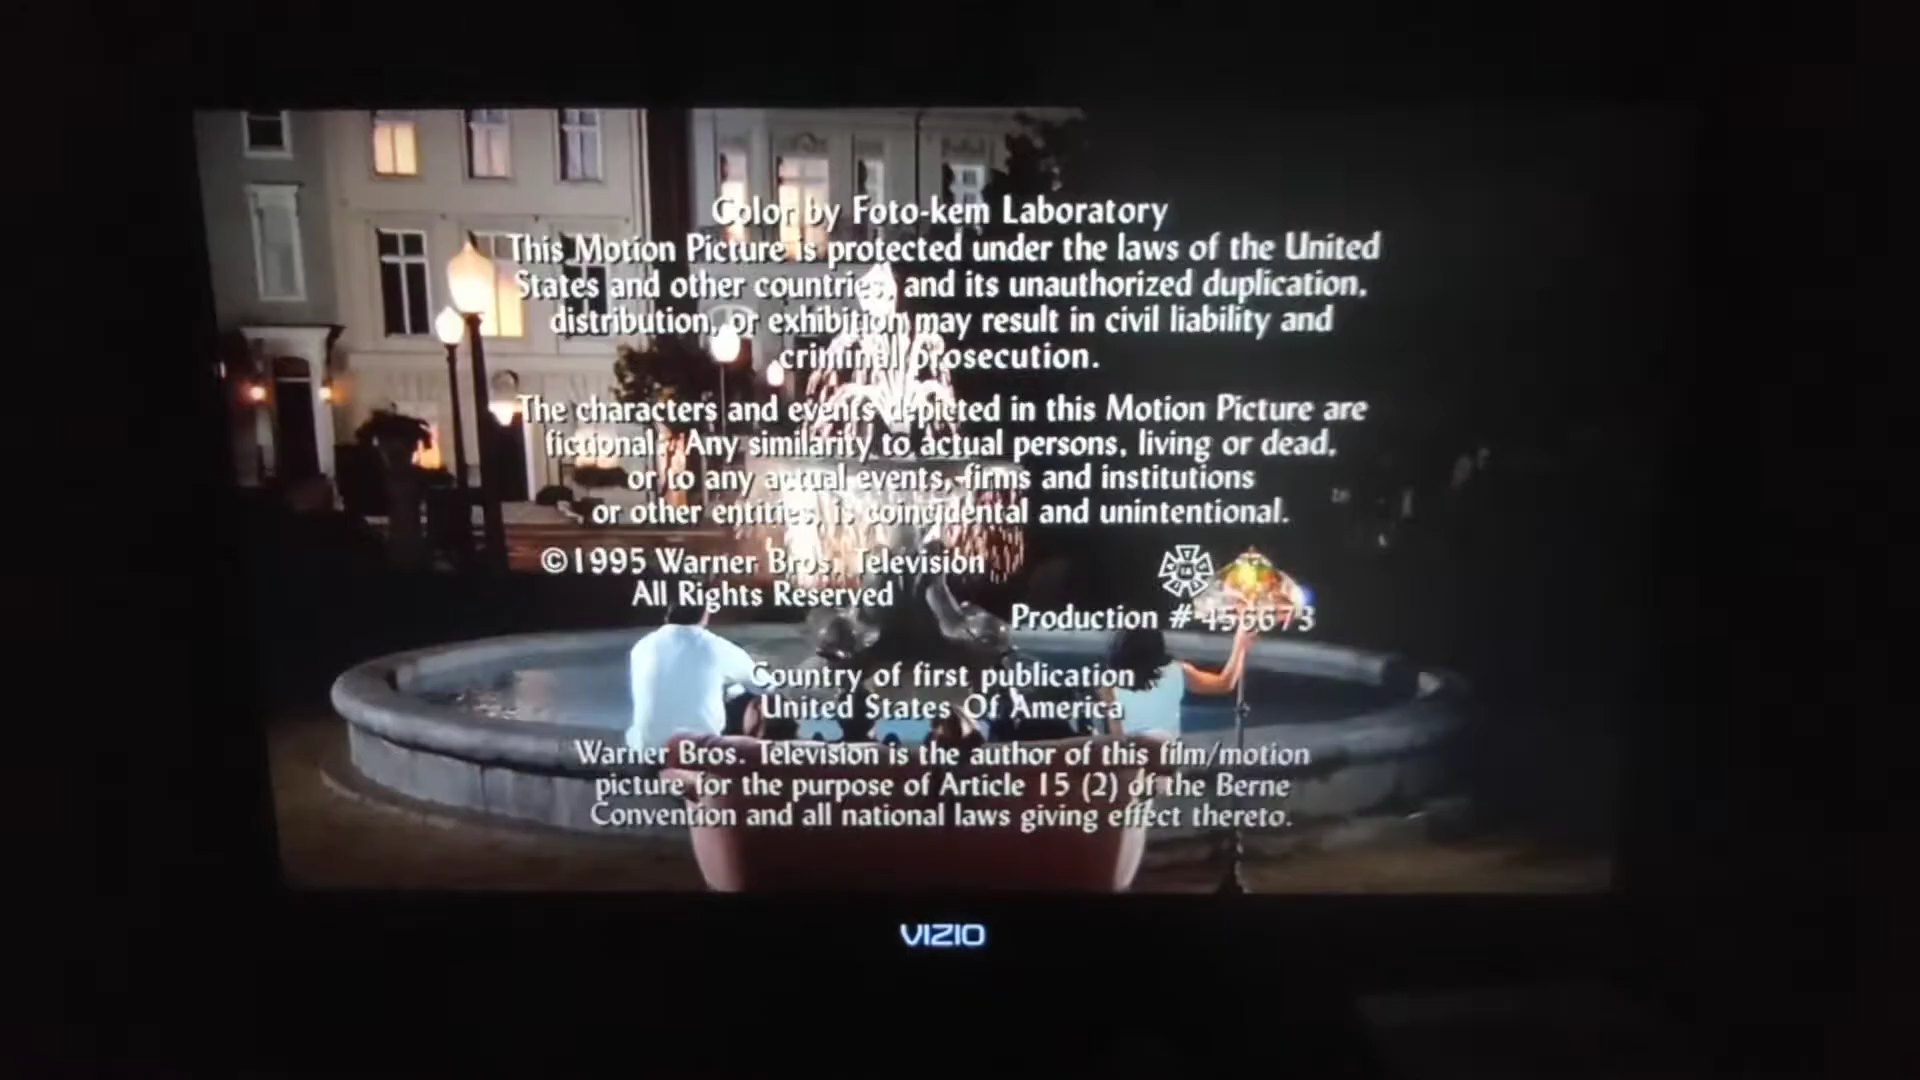 Color by Foto-kem Laboratory
This Motion Picture is protected under the laws of the United
States and other countries, and its unauthorized duplication,
distribution, or exhibition may result in civil liability and
criminal prosecution.
The characters and events depicted in this Motion Picture are
fictional. Any similarity to actual persons, living or dead,
or to any actual events, firms and institutions
or other entities, is coincidental and unintentional.
©1995 Warner Bros. Television
All Rights Reserved
Production # 456673
Country of first publication
United States Of America
Warner Bros. Television is the author of this film/motion
picture for the purpose of Article 15 (2) of the Berne
Convention and all national laws giving effect thereto.
VIZIO